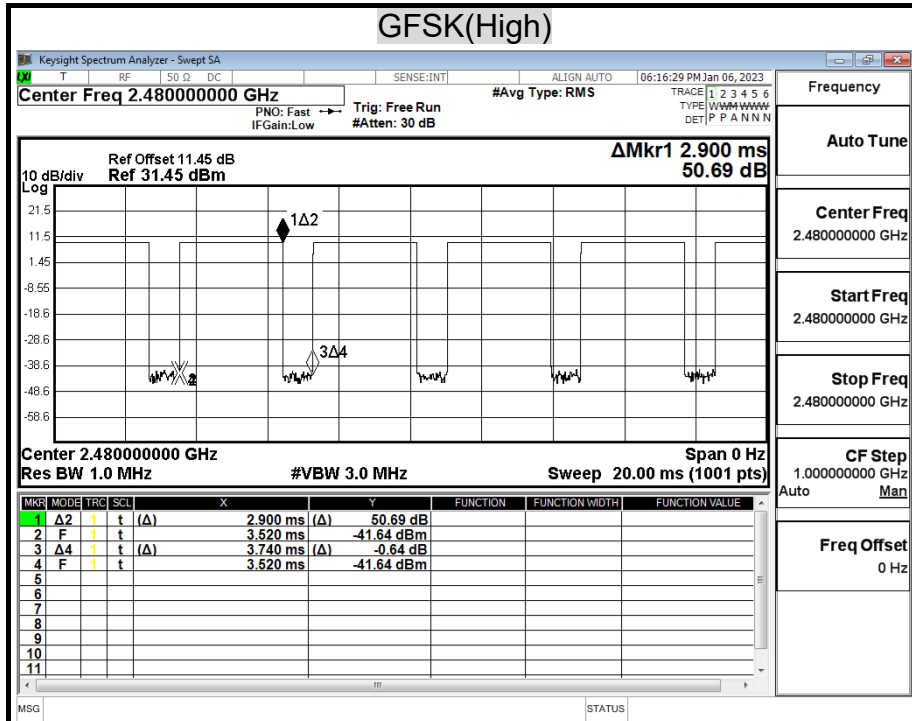 GFSK(High)
Keysight Spectrum Analyzer - Swept SA
LXI T RF 50 Ω DC SENSE:INT ALIGN AUTO 06:16:29 PM Jan 06, 2023
Center Freq 2.480000000 GHz
PNO: Fast
IFGain:Low
Trig: Free Run
#Atten: 30 dB
#Avg Type: RMS
TRACE 1 2 3 4 5 6
TYPE WWMWWWW
DET P P A N N N
Ref Offset 11.45 dB
10 dB/div Ref 31.45 dBm
Log
ΔMkr1 2.900 ms
50.69 dB
21.5
11.5
1.45
-8.55
-18.6
-28.6
-38.6
-48.6
-58.6
1Δ2
3Δ4
Center 2.480000000 GHz Span 0 Hz
Res BW 1.0 MHz #VBW 3.0 MHz Sweep 20.00 ms (1001 pts)
MKR MODE TRC SCL X Y FUNCTION FUNCTION WIDTH FUNCTION VALUE
1 Δ2 1 t (Δ) 2.900 ms (Δ) 50.69 dB
2 F 1 t 3.520 ms -41.64 dBm
3 Δ4 1 t (Δ) 3.740 ms (Δ) -0.64 dB
4 F 1 t 3.520 ms -41.64 dBm
5
6
7
8
9
10
11
MSG STATUS
Frequency
Auto Tune
Center Freq
2.480000000 GHz
Start Freq
2.480000000 GHz
Stop Freq
2.480000000 GHz
CF Step
1.000000000 GHz
Auto Man
Freq Offset
0 Hz